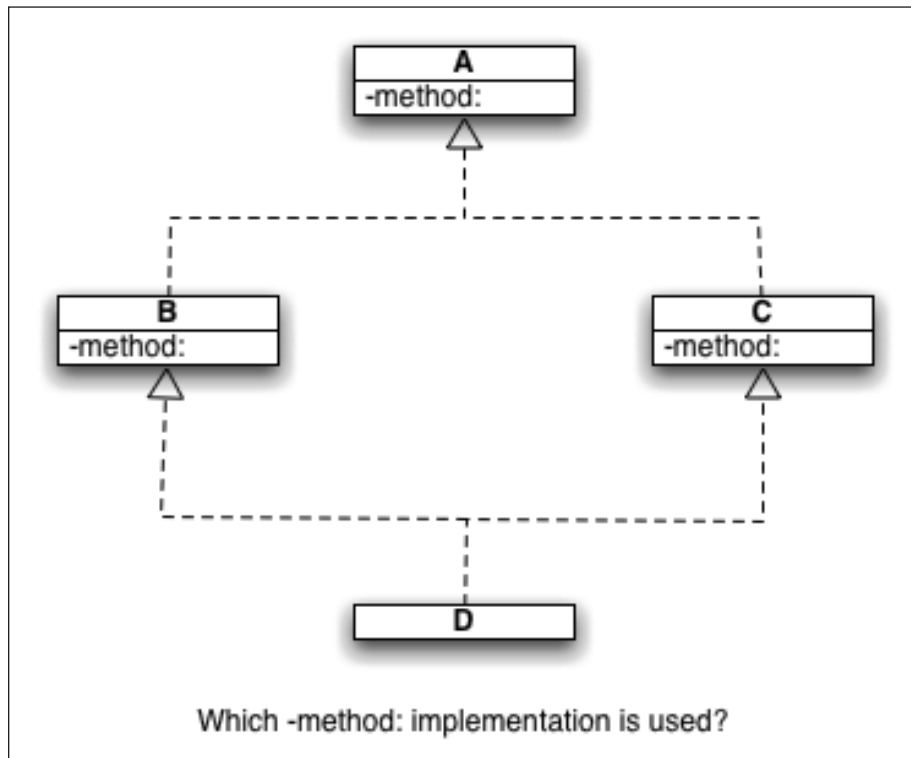 A
-method:
B
-method:
C
-method:
D
Which -method: implementation is used?